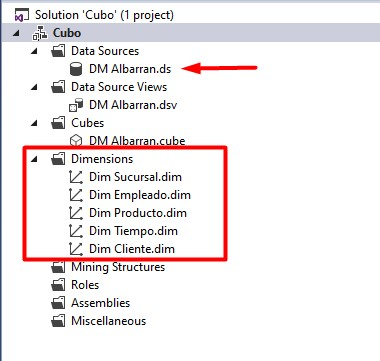 Solution 'Cubo' (1 project)
Cubo
Data Sources
DM Albarran.ds
Data Source Views
DM Albarran.dsv
Cubes
DM Albarran.cube
Dimensions
Dim Sucursal.dim
Dim Empleado.dim
Dim Producto.dim
Dim Tiempo.dim
Dim Cliente.dim
Mining Structures
Roles
Assemblies
Miscellaneous